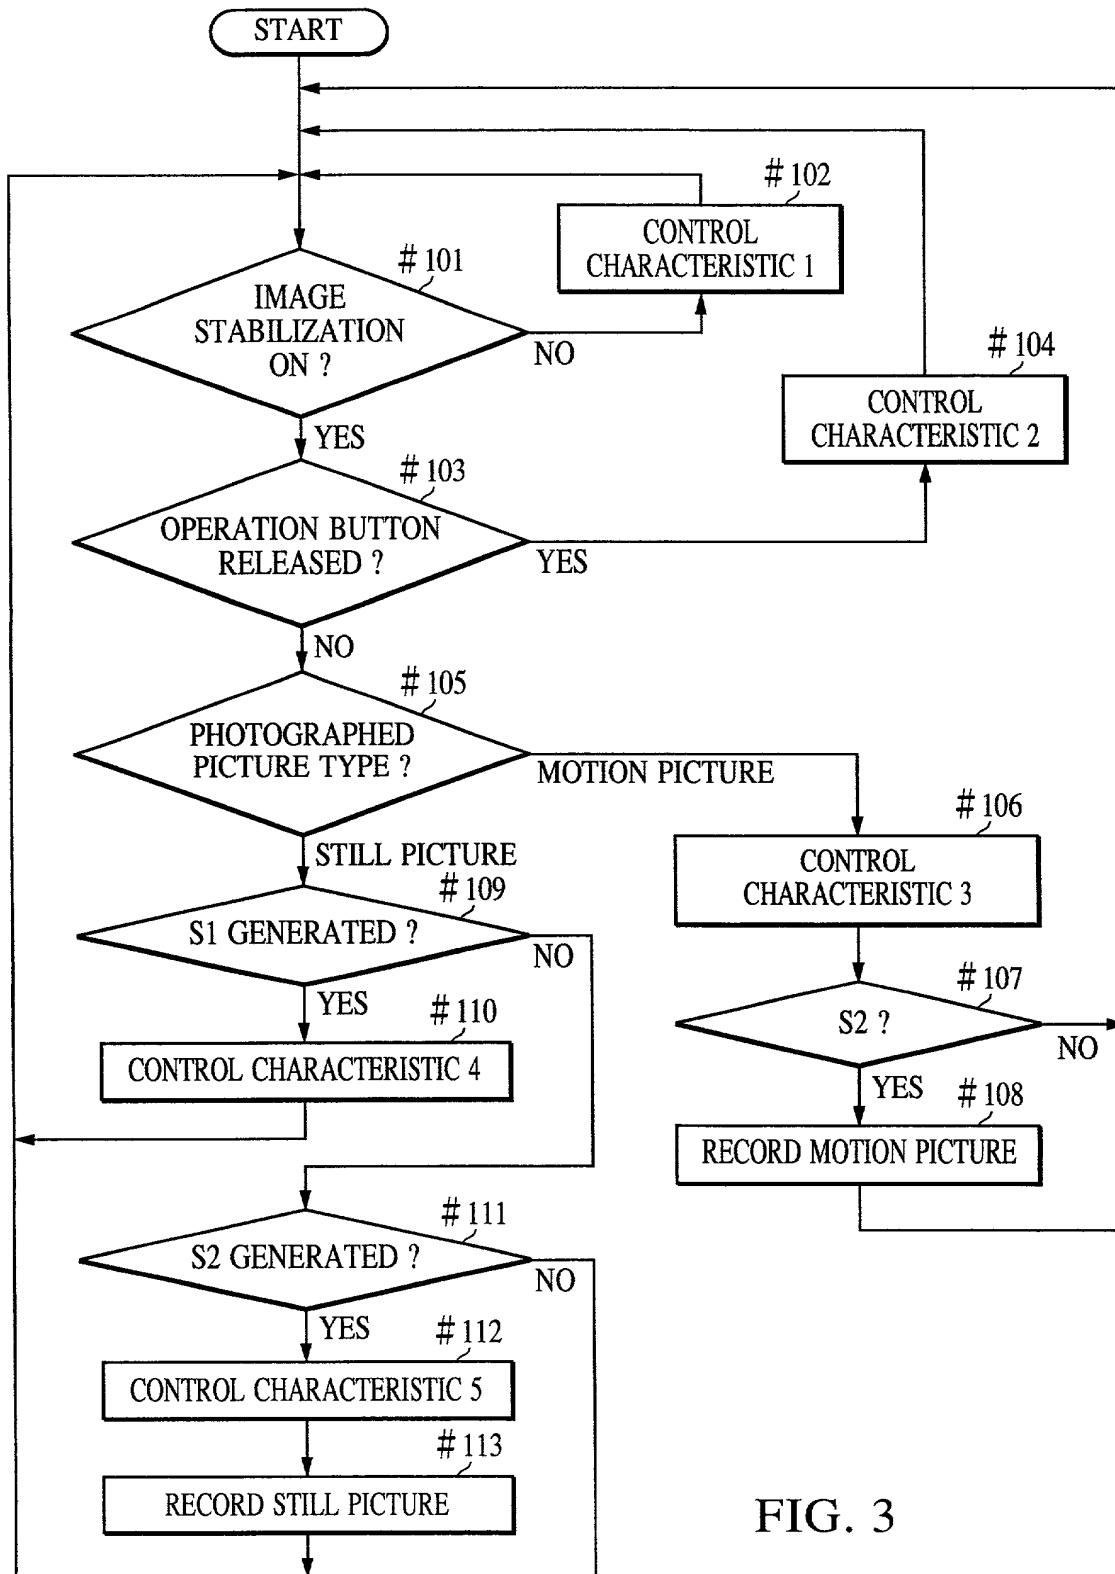 START
# 102
CONTROL
CHARACTERISTIC 1
# 101
IMAGE
STABILIZATION
ON ?
NO
# 104
CONTROL
CHARACTERISTIC 2
YES
# 103
OPERATION BUTTON
RELEASED ?
YES
NO
# 105
PHOTOGRAPHED
PICTURE TYPE ?
MOTION PICTURE
# 106
CONTROL
CHARACTERISTIC 3
STILL PICTURE
# 109
S1 GENERATED ?
NO
# 107
S2 ?
NO
YES
# 110
CONTROL CHARACTERISTIC 4
YES
# 108
RECORD MOTION PICTURE
# 111
S2 GENERATED ?
NO
YES
# 112
CONTROL CHARACTERISTIC 5
# 113
RECORD STILL PICTURE
FIG. 3